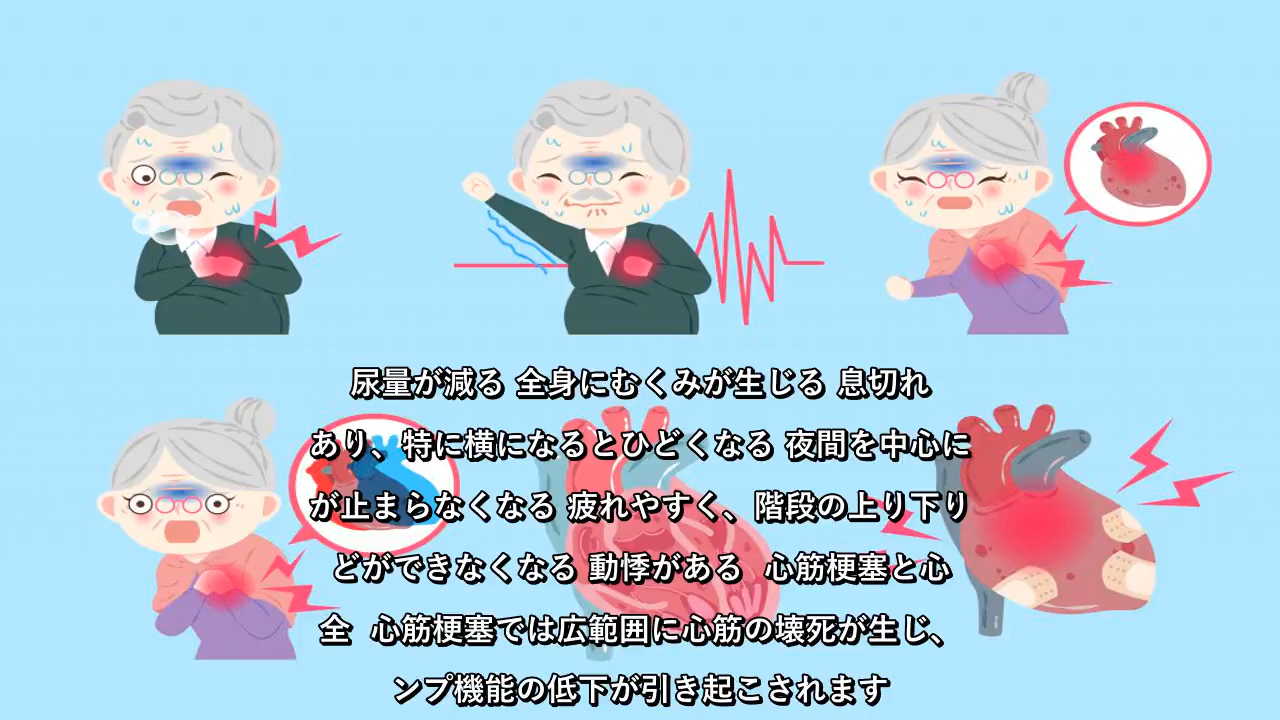 尿量が減る 全身にむくみが生じる 息切れ
あり、特に横になるとひどくなる 夜間を中心に
が止まらなくなる 疲れやすく、階段の上り下り
どができなくなる 動悸がある 心筋梗塞と心
全 心筋梗塞では広範囲に心筋の壊死が生じ、
ンプ機能の低下が引き起こされます